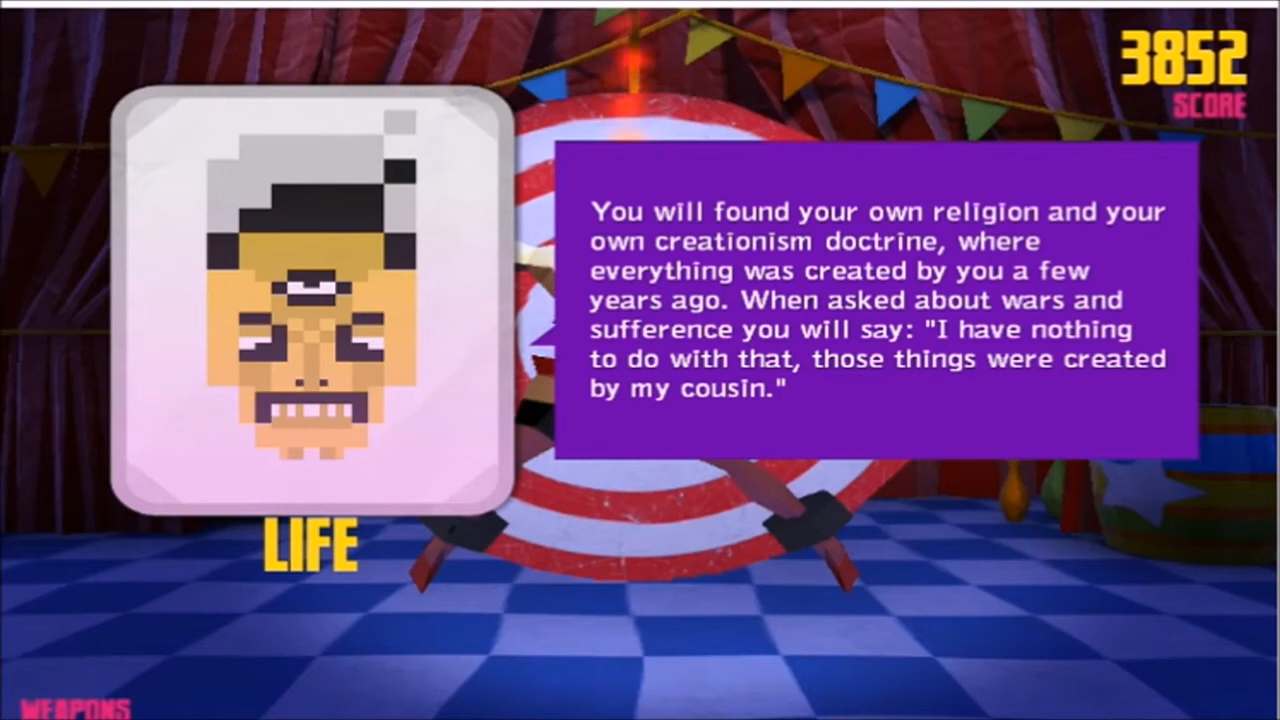 3852
SCORE
You will found your own religion and your
own creationism doctrine, where
everything was created by you a few
years ago. When asked about wars and
sufference you will say: "I have nothing
to do with that, those things were created
by my cousin."
LIFE
WEAPONS